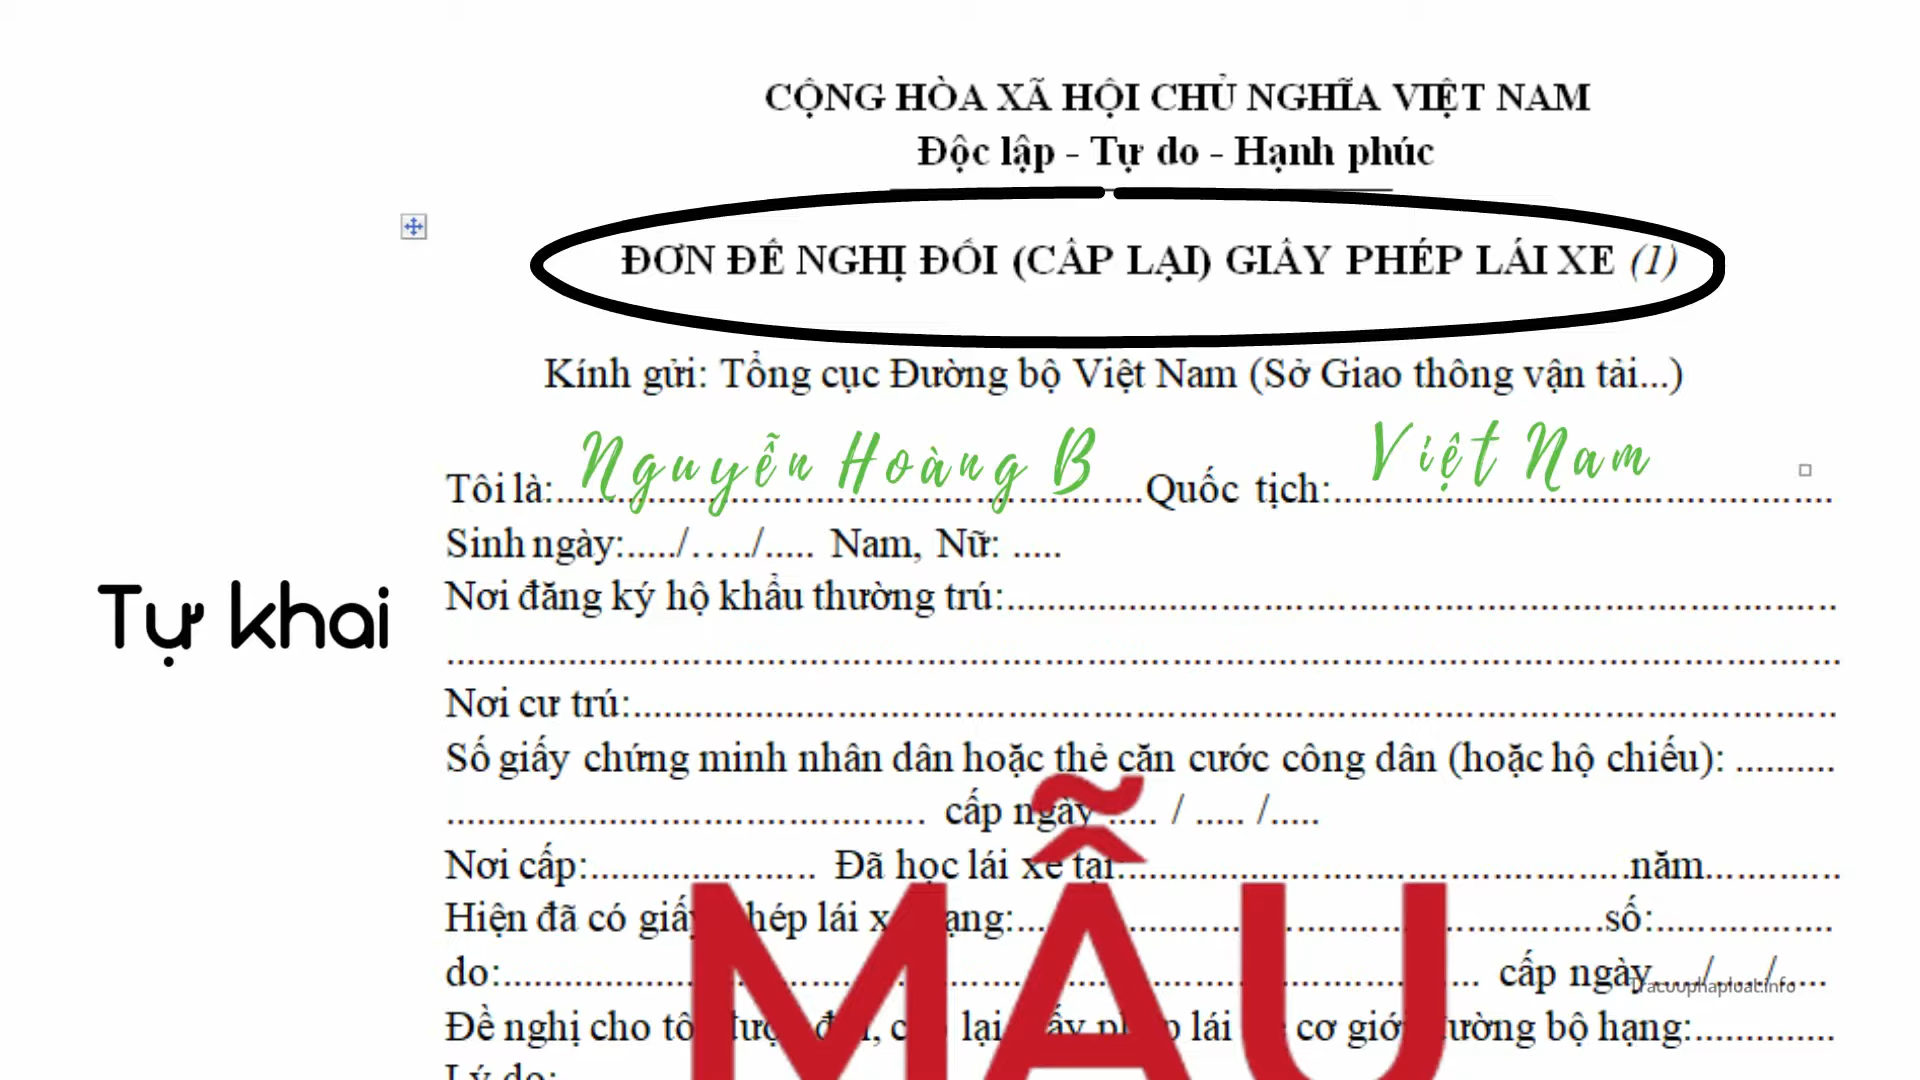 CỘNG HÒA XÃ HỘI CHỦ NGHĨA VIỆT NAM
Độc lập - Tự do - Hạnh phúc
ĐƠN ĐỀ NGHỊ ĐỔI (CẤP LẠI) GIẤY PHÉP LÁI XE (1)
Kính gửi: Tổng cục Đường bộ Việt Nam (Sở Giao thông vận tải...)
Tôi là: Nguyễn Hoàng B Quốc tịch: Việt Nam
Sinh ngày:...../…../..... Nam, Nữ: .....
Tự khai
Nơi đăng ký hộ khẩu thường trú:
Nơi cư trú:
Số giấy chứng minh nhân dân hoặc thẻ căn cước công dân (hoặc hộ chiếu):
cấp ngày ..... / ..... /.....
Nơi cấp: Đã học lái xe tại: năm
Hiện đã có giấy phép lái xe hạng: số:
do: cấp ngày..../..../....
Tracuuphapluat.info
Đề nghị cho tôi được đổi, cấp lại giấy phép lái xe cơ giới đường bộ hạng:
Lý do:
MẪU